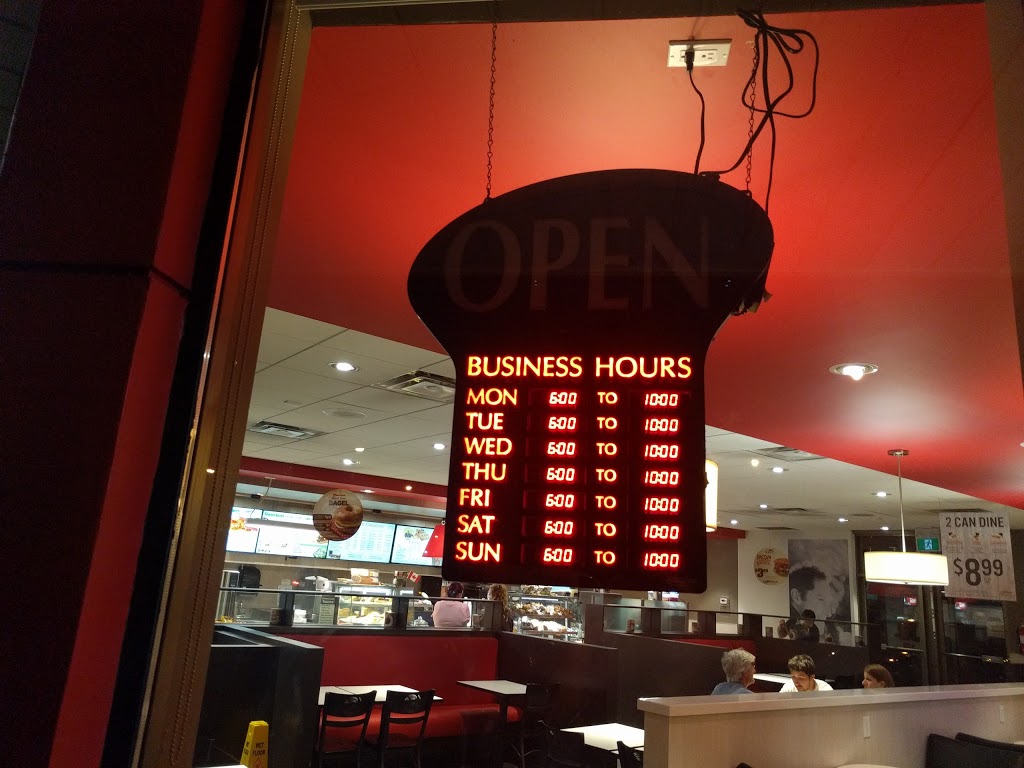 OPEN
BUSINESS HOURS
MON 6:00 TO 10:00
TUE 6:00 TO 10:00
WED 6:00 TO 10:00
THU 6:00 TO 10:00
FRI 6:00 TO 10:00
SAT 6:00 TO 10:00
SUN 6:00 TO 10:00
BAGEL
2 CAN DINE
$8.99
WET
FLOOR